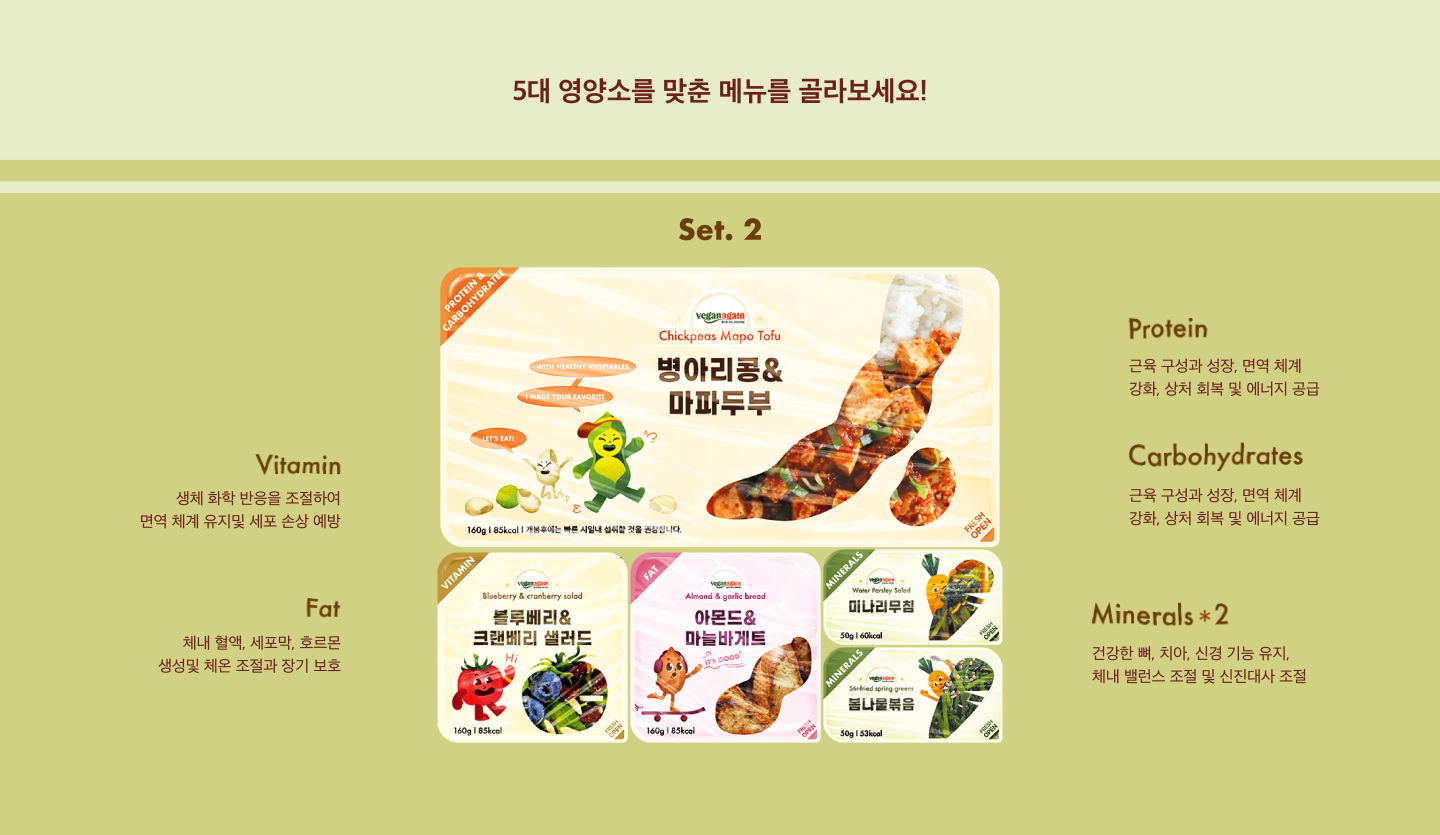 5대 영양소를 맞춘 메뉴를 골라보세요!
Set. 2
PROTEIN &
CARBOHYDRATEE
veganagain
Chickpeas Mapo Tofu
병아리콩&
마파두부
WITH HEALTHY VEGETABLES
I MADE YOUR FAVORITE
LET'S EAT!
160g | 85kcal | 개봉후에는 빠른 시일내 섭취할 것을 권장합니다.
FRESH
OPEN
Vitamin
생체 화학 반응을 조절하여
면역 체계 유지및 세포 손상 예방
Fat
체내 혈액, 세포막, 호르몬
생성및 체온 조절과 장기 보호
VITAMIN
veganagain
Blueberry & cranberry salad
블루베리&
크랜베리 샐러드
Hi
160g | 85kcal
FRESH
OPEN
FAT
veganagain
Almond & garlic bread
아몬드&
마늘바게트
IT'S GOOD
160g | 85kcal
FRESH
OPEN
MINERALS
veganagain
Water Parsley Salad
미나리무침
50g | 60kcal
FRESH
OPEN
MINERALS
veganagain
Stir-fried spring greens
봄나물볶음
50g | 53kcal
FRESH
OPEN
Protein
근육 구성과 성장, 면역 체계
강화, 상처 회복 및 에너지 공급
Carbohydrates
근육 구성과 성장, 면역 체계
강화, 상처 회복 및 에너지 공급
Minerals *2
건강한 뼈, 치아, 신경 기능 유지,
체내 밸런스 조절 및 신진대사 조절